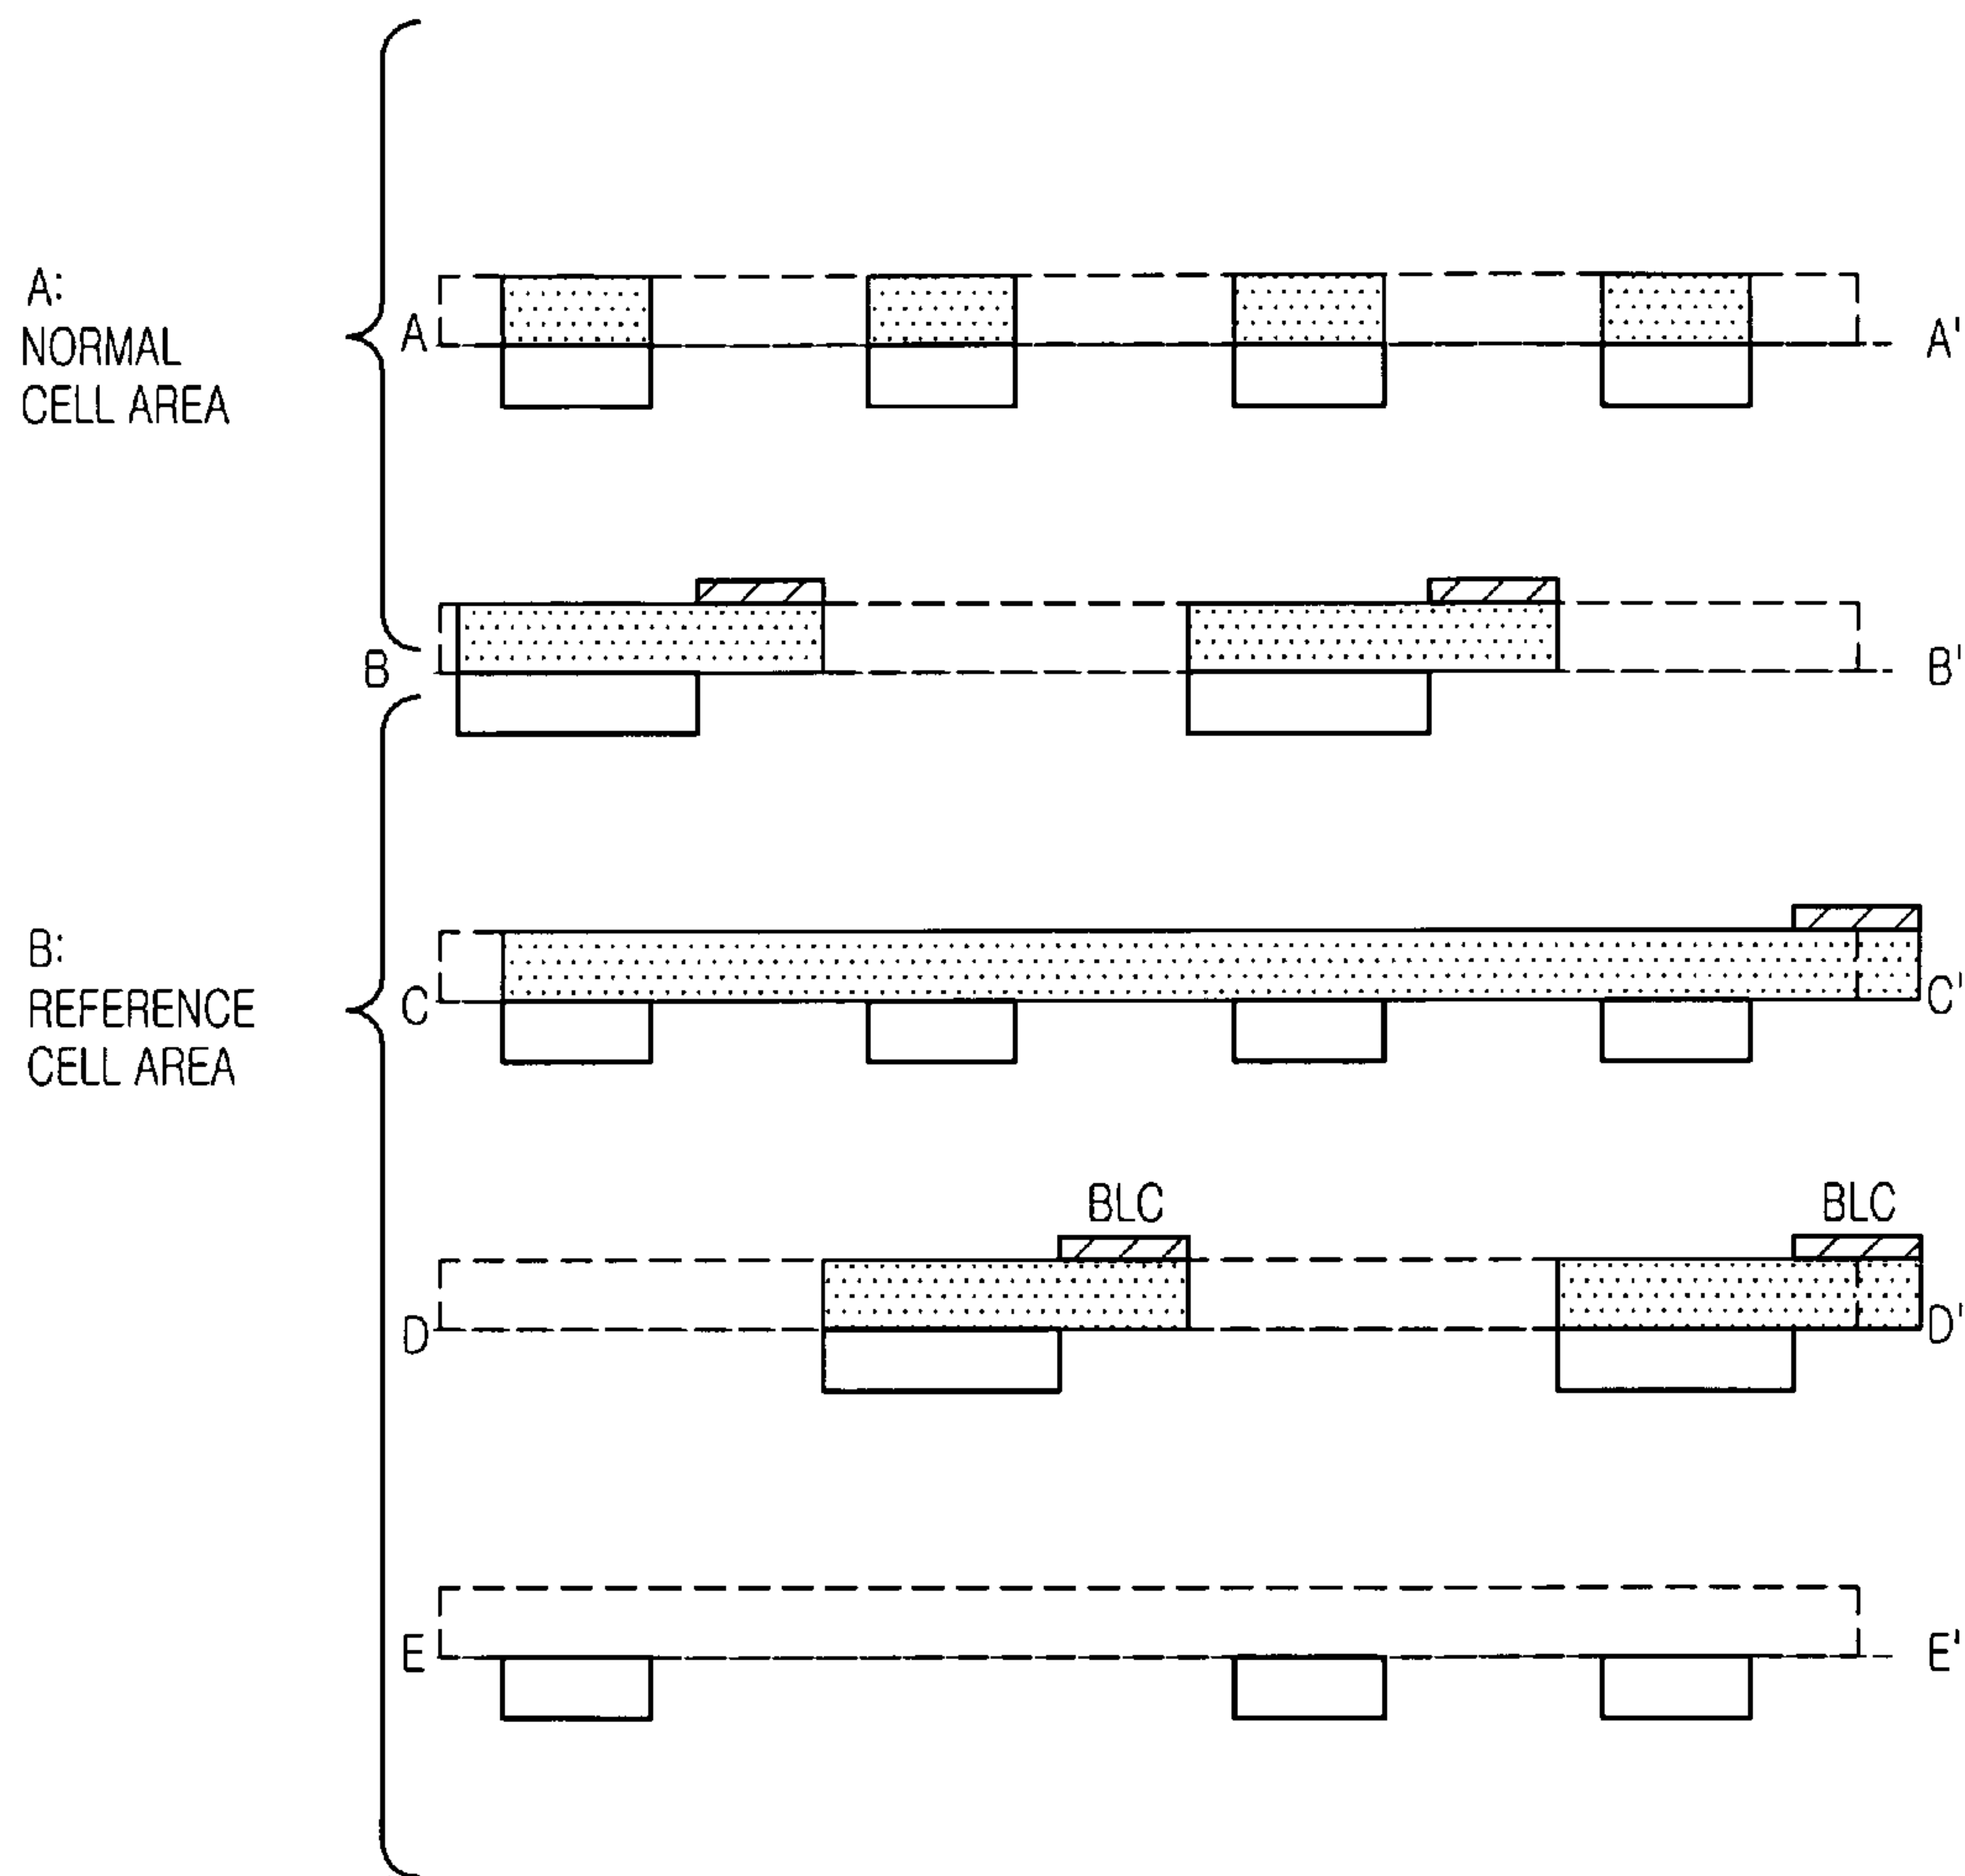 A:
NORMAL
CELL AREA
A A'
B B'
B:
REFERENCE
CELL AREA
C C'
BLC BLC
D D'
E E'